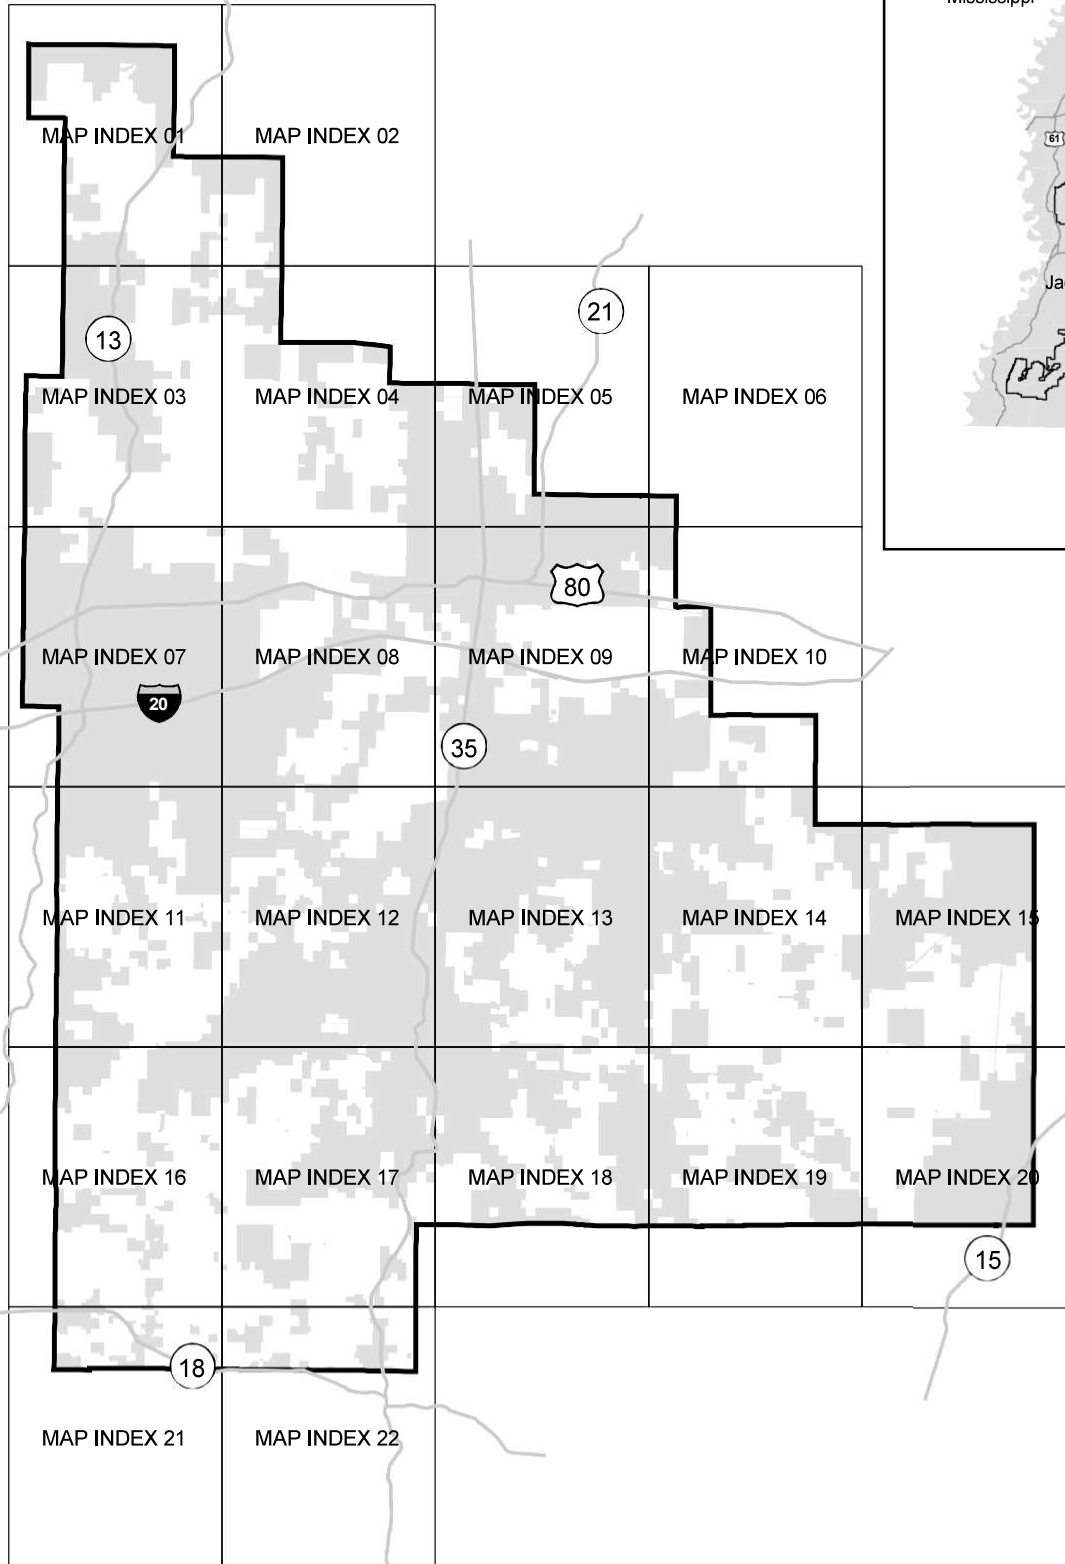 Mississippi
61
MAP INDEX 01
MAP INDEX 02
21
13
MAP INDEX 03
MAP INDEX 04
MAP INDEX 05
MAP INDEX 06
80
MAP INDEX 07
MAP INDEX 08
MAP INDEX 09
MAP INDEX 10
20
35
MAP INDEX 11
MAP INDEX 12
MAP INDEX 13
MAP INDEX 14
MAP INDEX 15
MAP INDEX 16
MAP INDEX 17
MAP INDEX 18
MAP INDEX 19
MAP INDEX 20
15
18
MAP INDEX 21
MAP INDEX 22